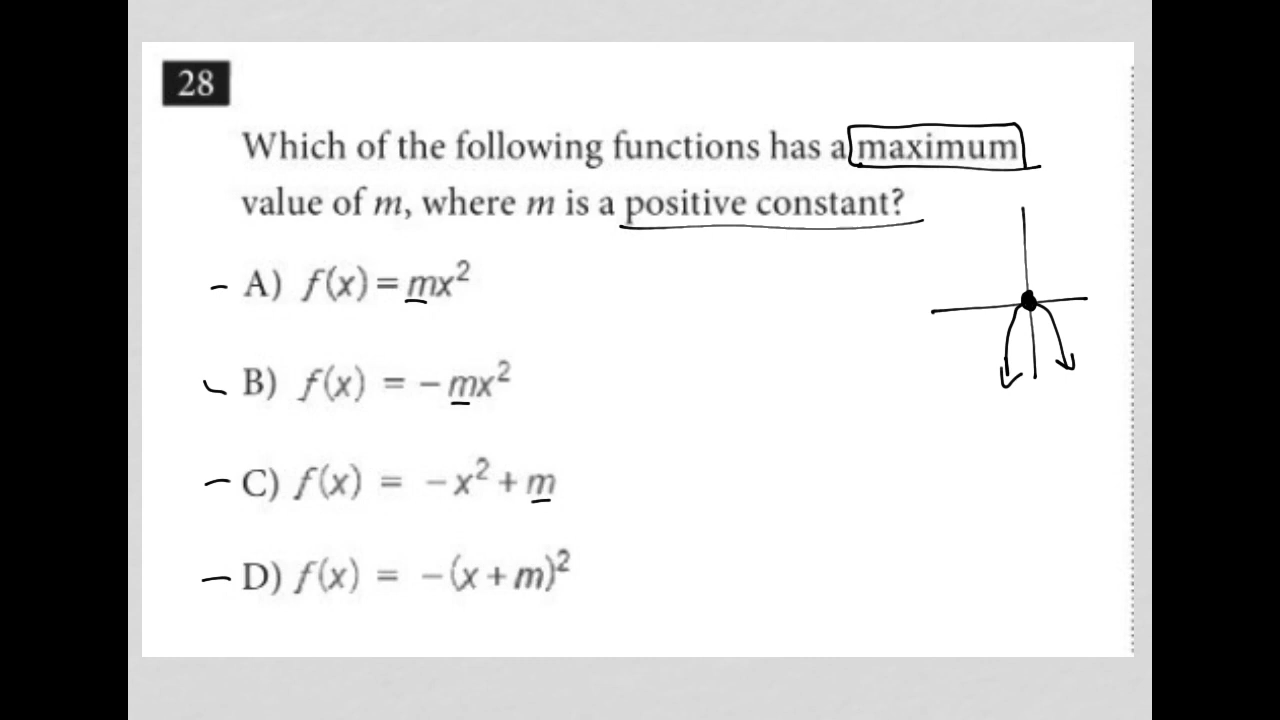 28
Which of the following functions has a maximum
value of m, where m is a positive constant?
A) f(x) = mx²
B) f(x) = −mx²
C) f(x) = −x² + m
D) f(x) = −(x + m)²